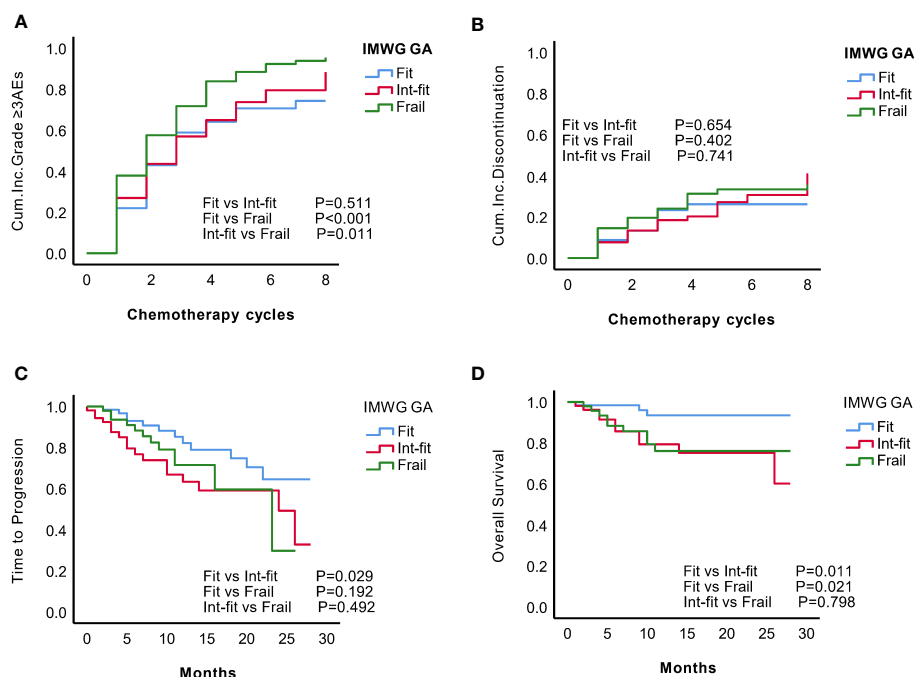 A
Cum.Inc.Grade ≥3AEs
1.0
0.8
0.6
0.4
0.2
0.0
0 2 4 6 8
Chemotherapy cycles
IMWG GA
Fit
Int-fit
Frail
Fit vs Int-fit P=0.511
Fit vs Frail P<0.001
Int-fit vs Frail P=0.011
B
Cum.Inc.Discontinuation
1.0
0.8
0.6
0.4
0.2
0.0
0 2 4 6 8
Chemotherapy cycles
IMWG GA
Fit
Int-fit
Frail
Fit vs Int-fit P=0.654
Fit vs Frail P=0.402
Int-fit vs Frail P=0.741
C
Time to Progression
1.0
0.8
0.6
0.4
0.2
0.0
0 5 10 15 20 25 30
Months
IMWG GA
Fit
Int-fit
Frail
Fit vs Int-fit P=0.029
Fit vs Frail P=0.192
Int-fit vs Frail P=0.492
D
Overall Survival
1.0
0.8
0.6
0.4
0.2
0.0
0 5 10 15 20 25 30
Months
IMWG GA
Fit
Int-fit
Frail
Fit vs Int-fit P=0.011
Fit vs Frail P=0.021
Int-fit vs Frail P=0.798